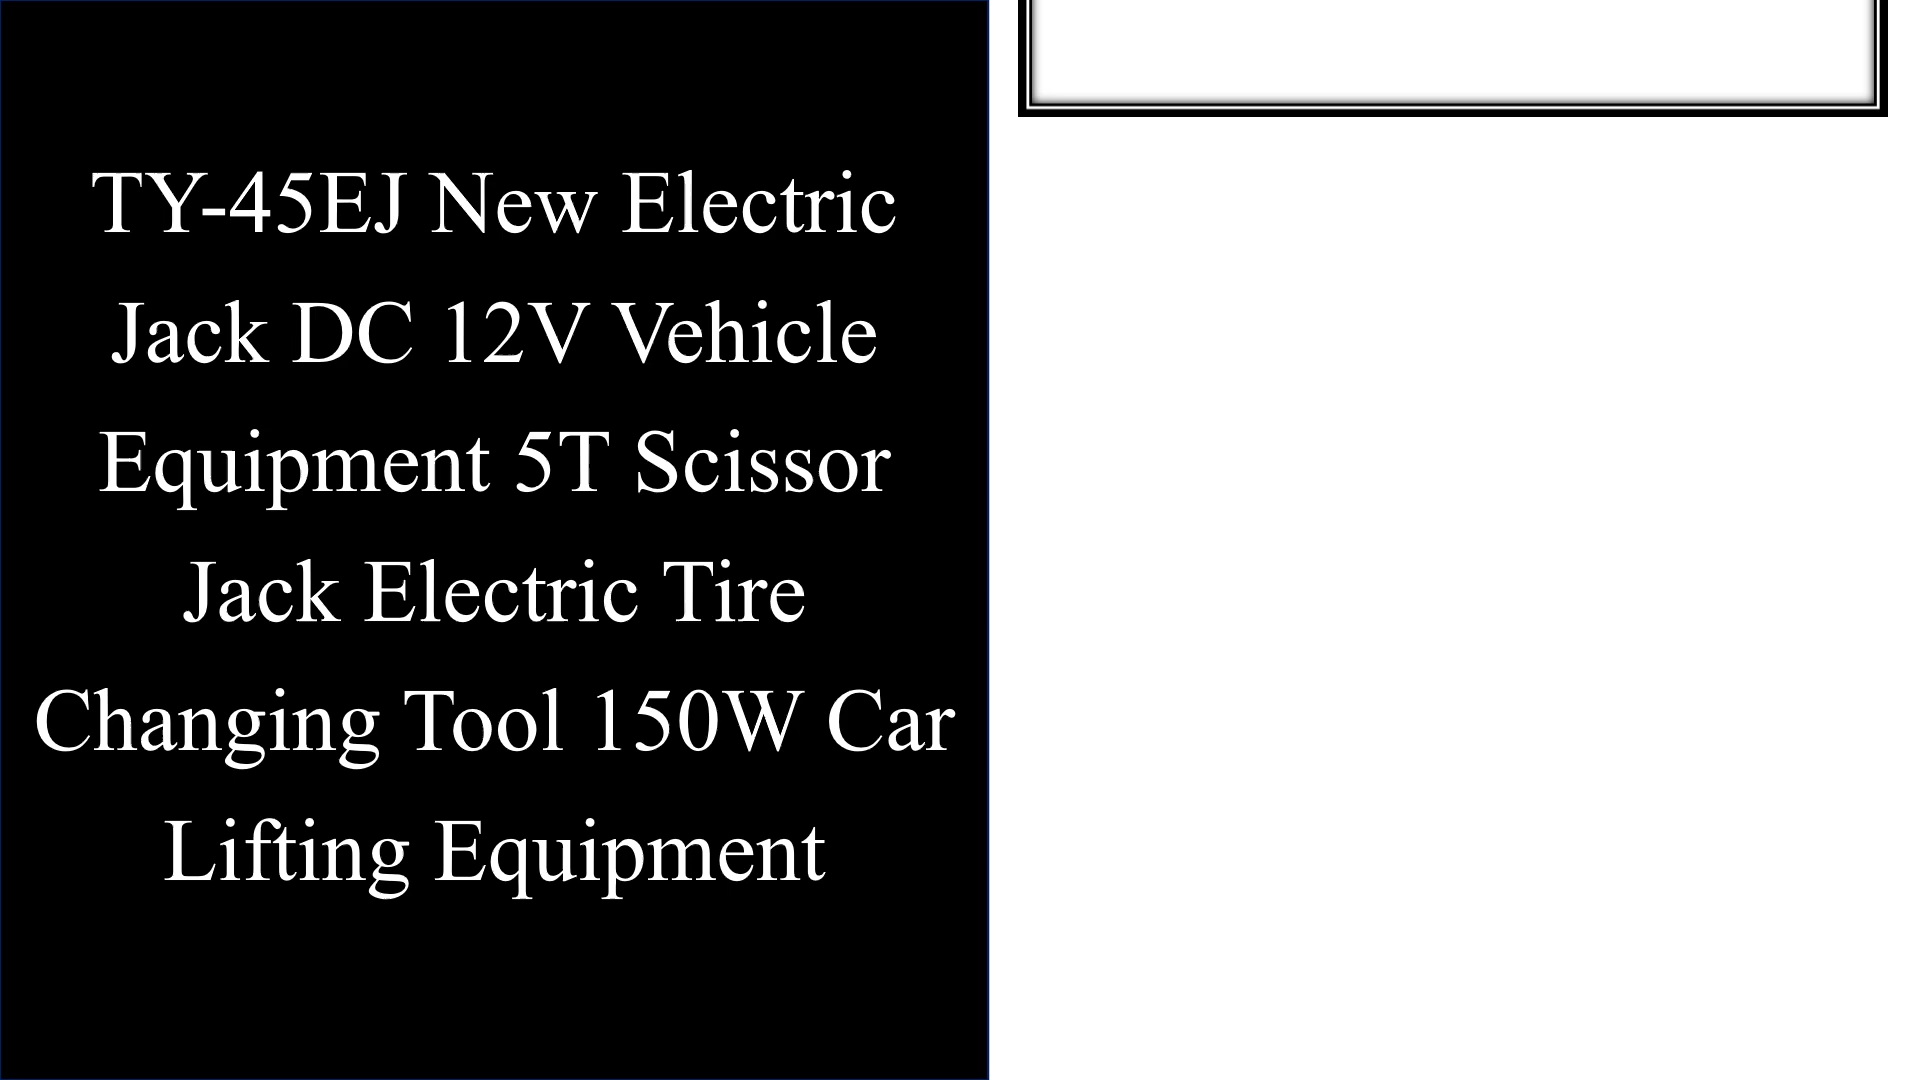 TY-45EJ New Electric
Jack DC 12V Vehicle
Equipment 5T Scissor
Jack Electric Tire
Changing Tool 150W Car
Lifting Equipment